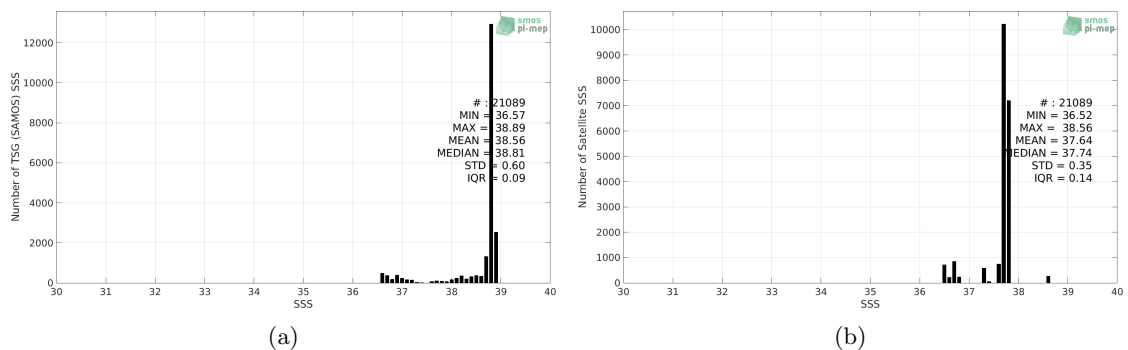 smos
pi-mep
12000
10000
8000
6000
4000
2000
0
Number of TSG (SAMOS) SSS
# : 21089
MIN = 36.57
MAX = 38.89
MEAN = 38.56
MEDIAN = 38.81
STD = 0.60
IQR = 0.09
30 31 32 33 34 35 36 37 38 39 40
SSS
(a)
smos
pi-mep
10000
9000
8000
7000
6000
5000
4000
3000
2000
1000
0
Number of Satellite SSS
# : 21089
MIN = 36.52
MAX = 38.56
MEAN = 37.64
MEDIAN = 37.74
STD = 0.35
IQR = 0.14
30 31 32 33 34 35 36 37 38 39 40
SSS
(b)